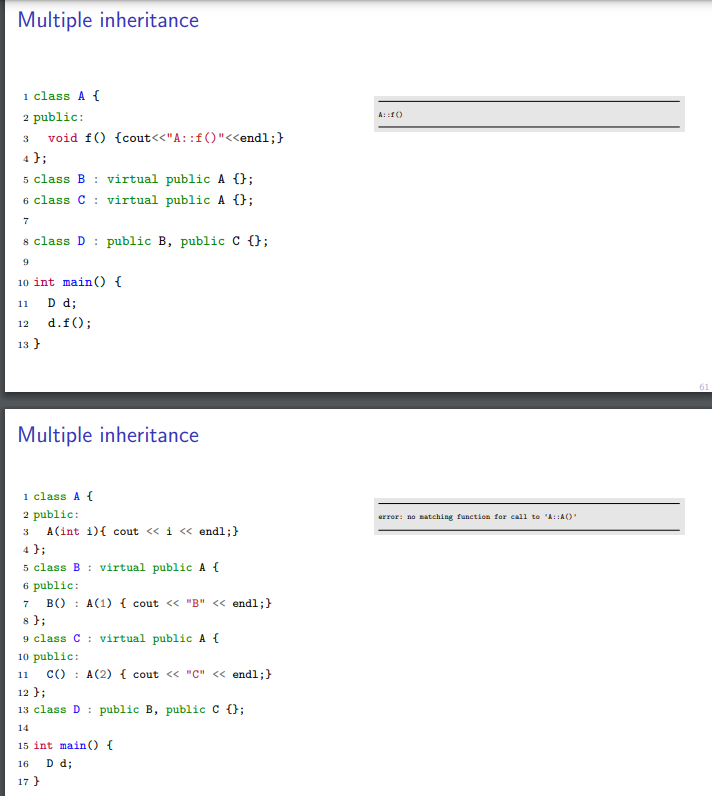 Multiple inheritance
1 class A {
2 public:
3 void f() {cout<<"A::f()"<<endl;}
4 };
5 class B : virtual public A {};
6 class C : virtual public A {};
7
8 class D : public B, public C {};
9
10 int main() {
11 D d;
12 d.f();
13 }
A::f()
61
Multiple inheritance
1 class A {
2 public:
3 A(int i){ cout << i << endl;}
4 };
5 class B : virtual public A {
6 public:
7 B() : A(1) { cout << "B" << endl;}
8 };
9 class C : virtual public A {
10 public:
11 C() : A(2) { cout << "C" << endl;}
12 };
13 class D : public B, public C {};
14
15 int main() {
16 D d;
17 }
error: no matching function for call to 'A::A()'